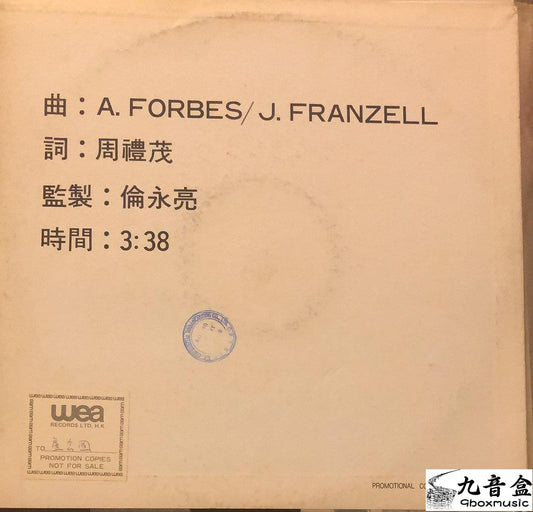 曲：A. FORBES/J. FRANZELL
詞：周禮茂
監製：倫永亮
時間：3:38
wea
RECORDS LTD. H.K.
TO
PROMOTION COPIES
NOT FOR SALE
PROMOTIONAL
九音盒
9boxmusic